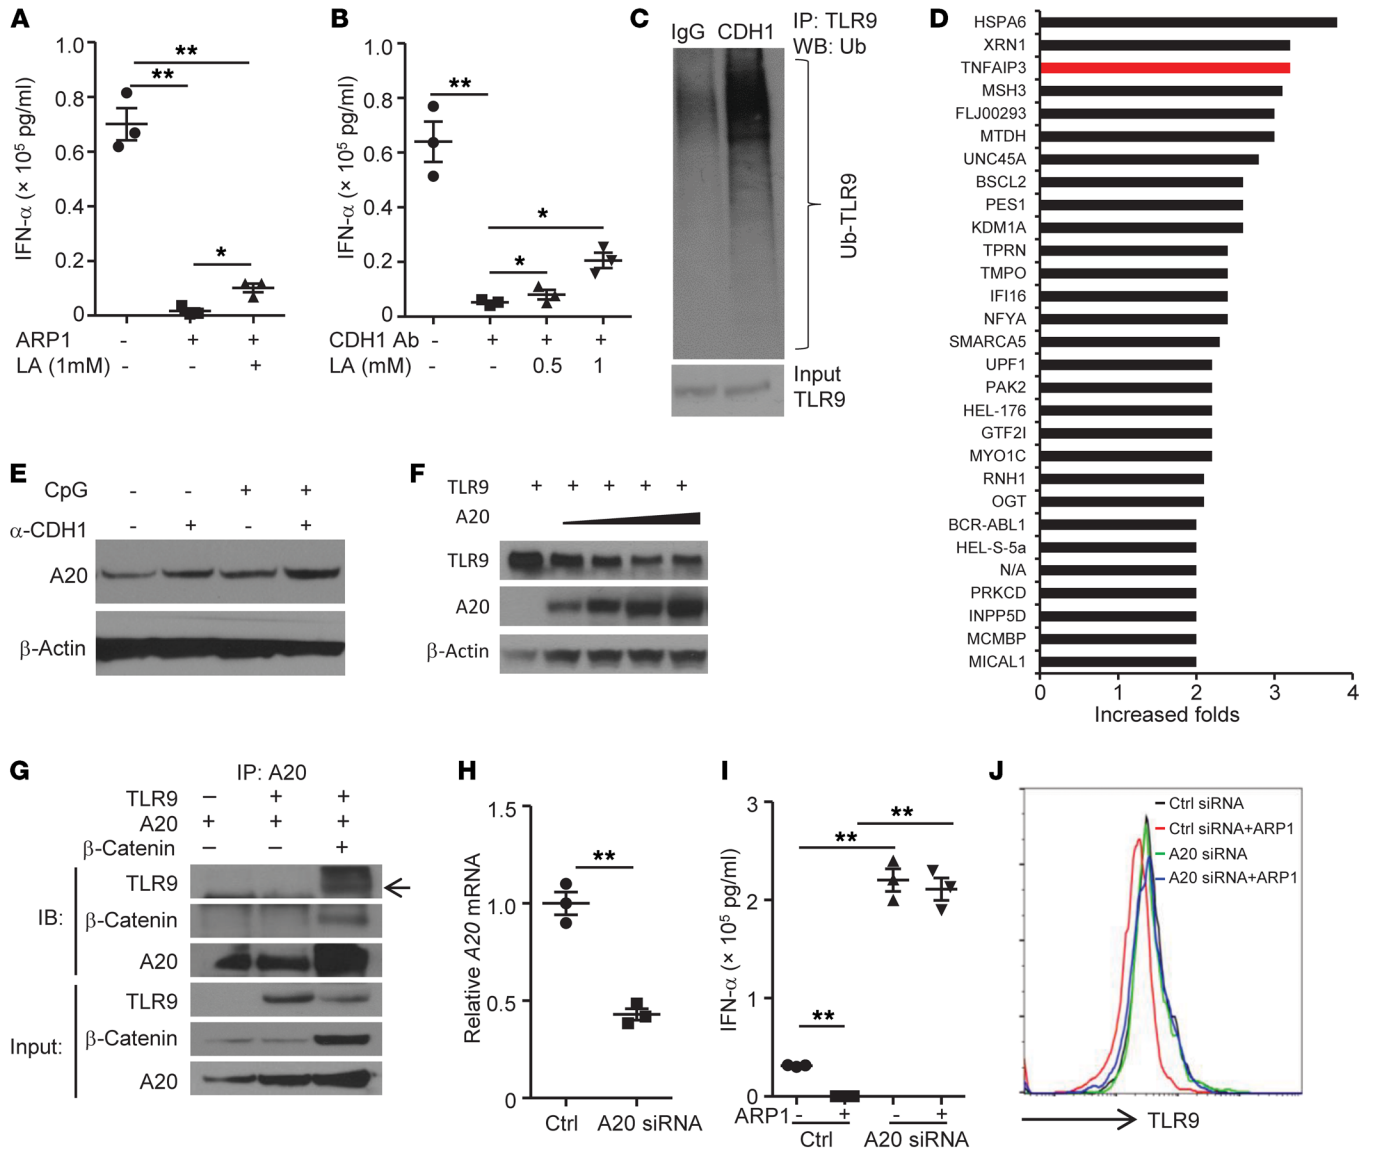 A
IFN-α (× 10⁵ pg/ml)
1.0
0.8
0.6
0.4
0.2
0
**
**
*
ARP1 - + +
LA (1mM) - - +
B
IFN-α (× 10⁵ pg/ml)
1.0
0.8
0.6
0.4
0.2
0
**
*
*
CDH1 Ab - + + +
LA (mM) - - 0.5 1
C
IgG CDH1
IP: TLR9
WB: Ub
Ub-TLR9
Input
TLR9
D
HSPA6
XRN1
TNFAIP3
MSH3
FLJ00293
MTDH
UNC45A
BSCL2
PES1
KDM1A
TPRN
TMPO
IFI16
NFYA
SMARCA5
UPF1
PAK2
HEL-176
GTF2I
MYO1C
RNH1
OGT
BCR-ABL1
HEL-S-5a
N/A
PRKCD
INPP5D
MCMBP
MICAL1
0 1 2 3 4
Increased folds
E
CpG - - + +
α-CDH1 - + - +
A20
β-Actin
F
TLR9 + + + + +
A20
TLR9
A20
β-Actin
G
IP: A20
TLR9 – + +
A20 + + +
β-Catenin – – +
IB:
TLR9
β-Catenin
A20
Input:
TLR9
β-Catenin
A20
H
Relative A20 mRNA
1.5
1.0
0.5
0
**
Ctrl A20 siRNA
I
IFN-α (× 10⁵ pg/ml)
3
2
1
0
**
**
**
ARP1 - + - +
Ctrl A20 siRNA
J
Ctrl siRNA
Ctrl siRNA+ARP1
A20 siRNA
A20 siRNA+ARP1
TLR9